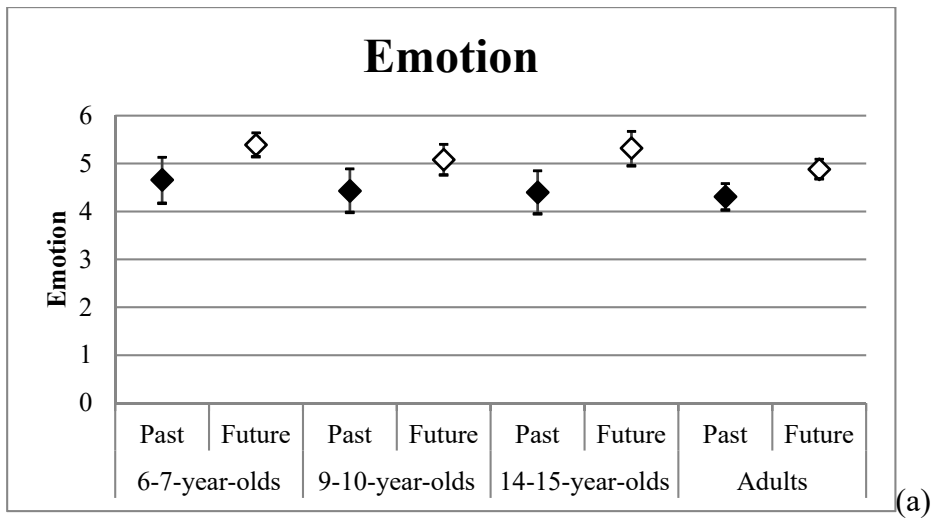 Emotion
6
5
4
3
2
1
0
Emotion
Past Future Past Future Past Future Past Future
6-7-year-olds 9-10-year-olds 14-15-year-olds Adults
(a)